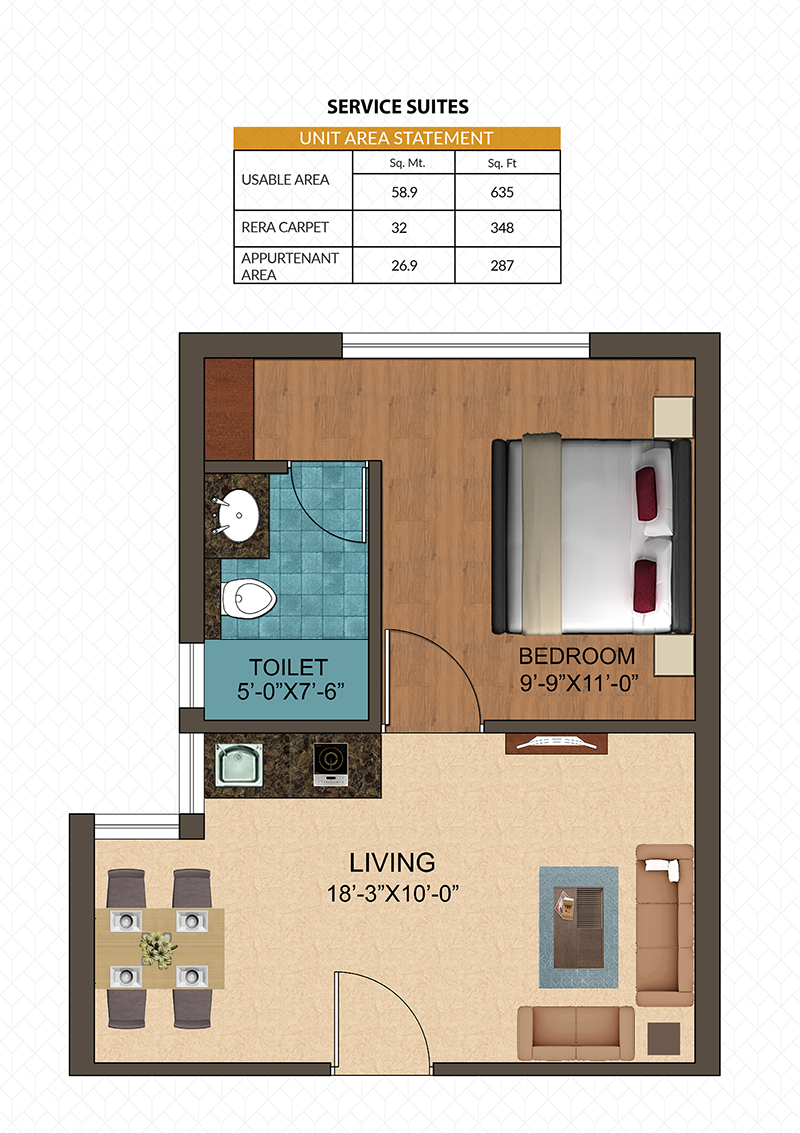 SERVICE SUITES
UNIT AREA STATEMENT
USABLE AREA
Sq. Mt.
Sq. Ft
58.9
635
RERA CARPET
32
348
APPURTENANT
AREA
26.9
287
TOILET
5’-0”X7’-6”
BEDROOM
9’-9”X11’-0”
LIVING
18’-3”X10’-0”